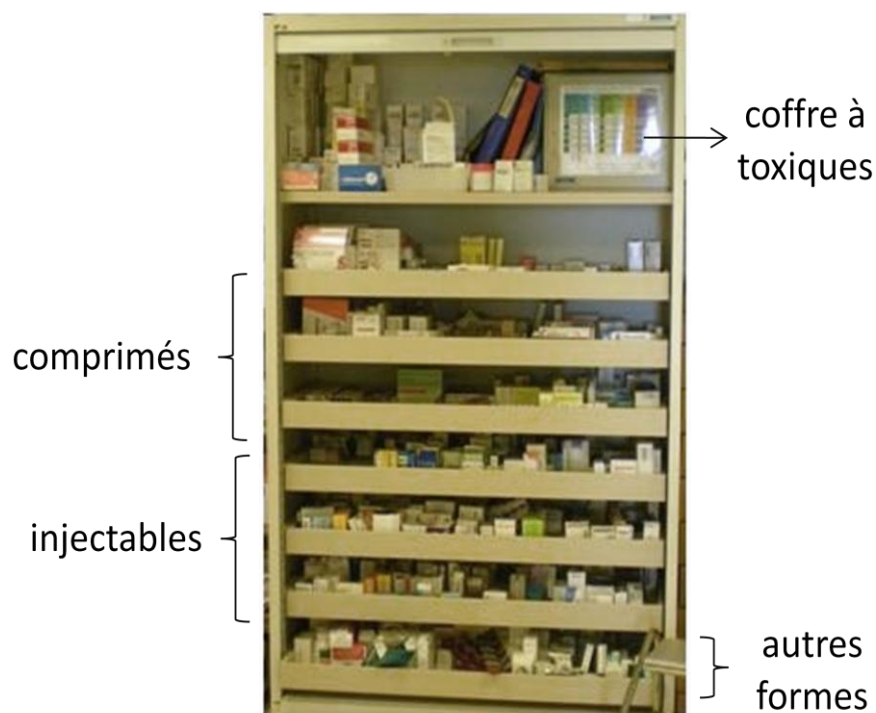 coffre à
toxiques
comprimés
injectables
autres
formes